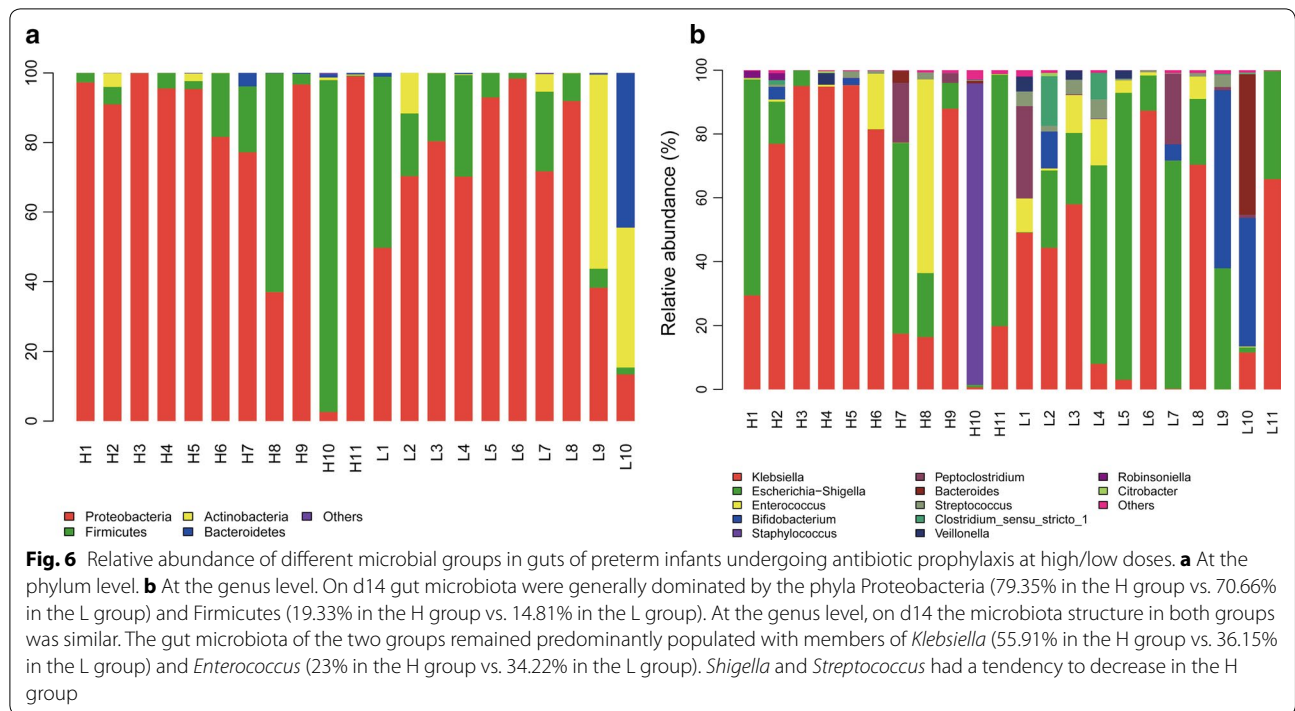 a
100
80
60
40
20
0
H1 H2 H3 H4 H5 H6 H7 H8 H9 H10 H11 L1 L2 L3 L4 L5 L6 L7 L8 L9 L10
Proteobacteria Actinobacteria Others
Firmicutes Bacteroidetes
b
Relative abundance (%)
100
80
60
40
20
0
H1 H2 H3 H4 H5 H6 H7 H8 H9 H10 H11 L1 L2 L3 L4 L5 L6 L7 L8 L9 L10 L11
Klebsiella Peptoclostridium Robinsoniella
Escherichia−Shigella Bacteroides Citrobacter
Enterococcus Streptococcus Others
Bifidobacterium Clostridium_sensu_stricto_1
Staphylococcus Veillonella
Fig. 6 Relative abundance of different microbial groups in guts of preterm infants undergoing antibiotic prophylaxis at high/low doses. a At the
phylum level. b At the genus level. On d14 gut microbiota were generally dominated by the phyla Proteobacteria (79.35% in the H group vs. 70.66%
in the L group) and Firmicutes (19.33% in the H group vs. 14.81% in the L group). At the genus level, on d14 the microbiota structure in both groups
was similar. The gut microbiota of the two groups remained predominantly populated with members of Klebsiella (55.91% in the H group vs. 36.15%
in the L group) and Enterococcus (23% in the H group vs. 34.22% in the L group). Shigella and Streptococcus had a tendency to decrease in the H
group